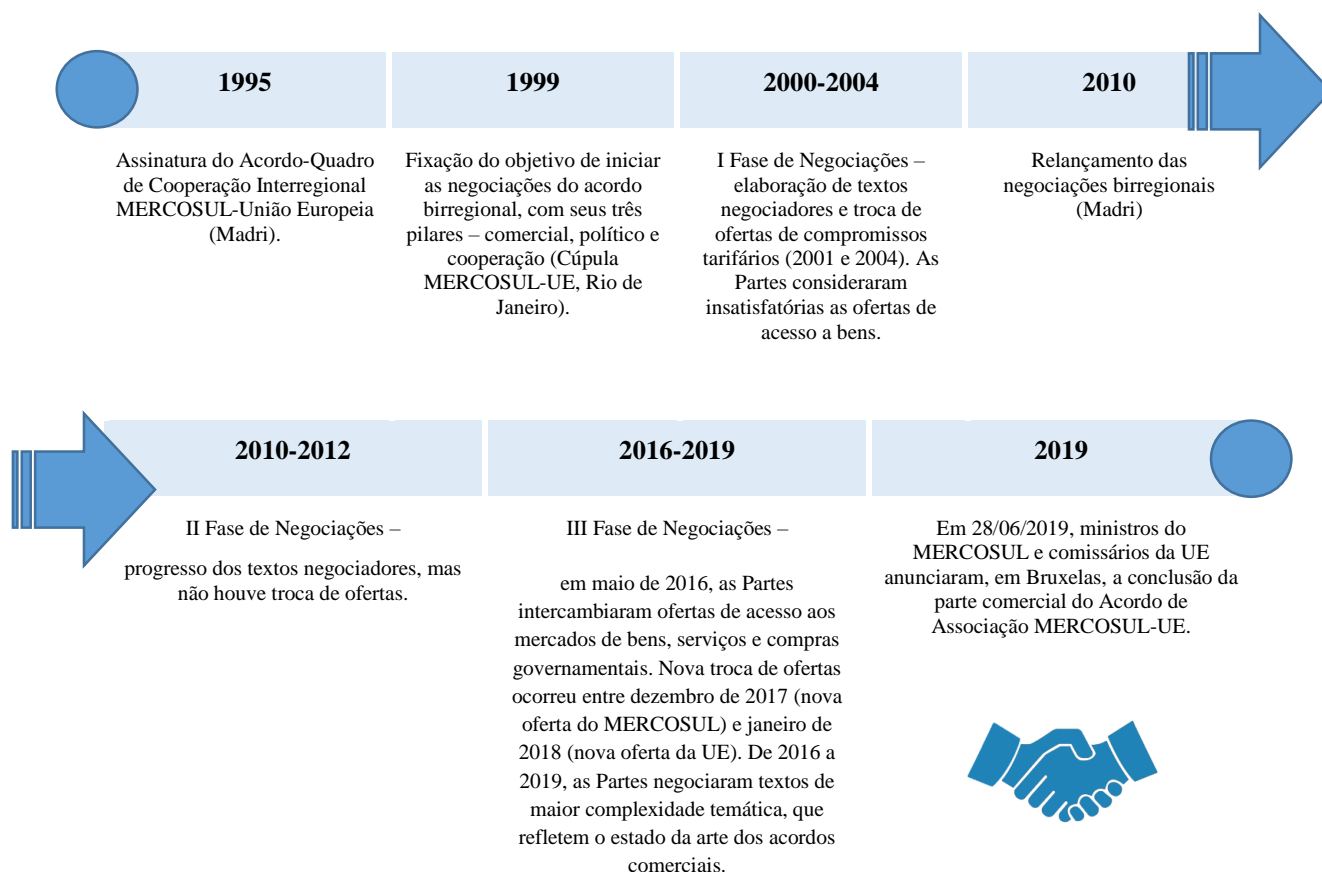 1995
Assinatura do Acordo-Quadro
de Cooperação Interregional
MERCOSUL-União Europeia
(Madri).
1999
Fixação do objetivo de iniciar
as negociações do acordo
birregional, com seus três
pilares – comercial, político e
cooperação (Cúpula
MERCOSUL-UE, Rio de
Janeiro).
2000-2004
I Fase de Negociações –
elaboração de textos
negociadores e troca de
ofertas de compromissos
tarifários (2001 e 2004). As
Partes consideraram
insatisfatórias as ofertas de
acesso a bens.
2010
Relançamento das
negociações birregionais
(Madri)
2010-2012
II Fase de Negociações –
progresso dos textos negociadores, mas
não houve troca de ofertas.
2016-2019
III Fase de Negociações –
em maio de 2016, as Partes
intercambiaram ofertas de acesso aos
mercados de bens, serviços e compras
governamentais. Nova troca de ofertas
ocorreu entre dezembro de 2017 (nova
oferta do MERCOSUL) e janeiro de
2018 (nova oferta da UE). De 2016 a
2019, as Partes negociaram textos de
maior complexidade temática, que
refletem o estado da arte dos acordos
comerciais.
2019
Em 28/06/2019, ministros do
MERCOSUL e comissários da UE
anunciaram, em Bruxelas, a conclusão da
parte comercial do Acordo de
Associação MERCOSUL-UE.